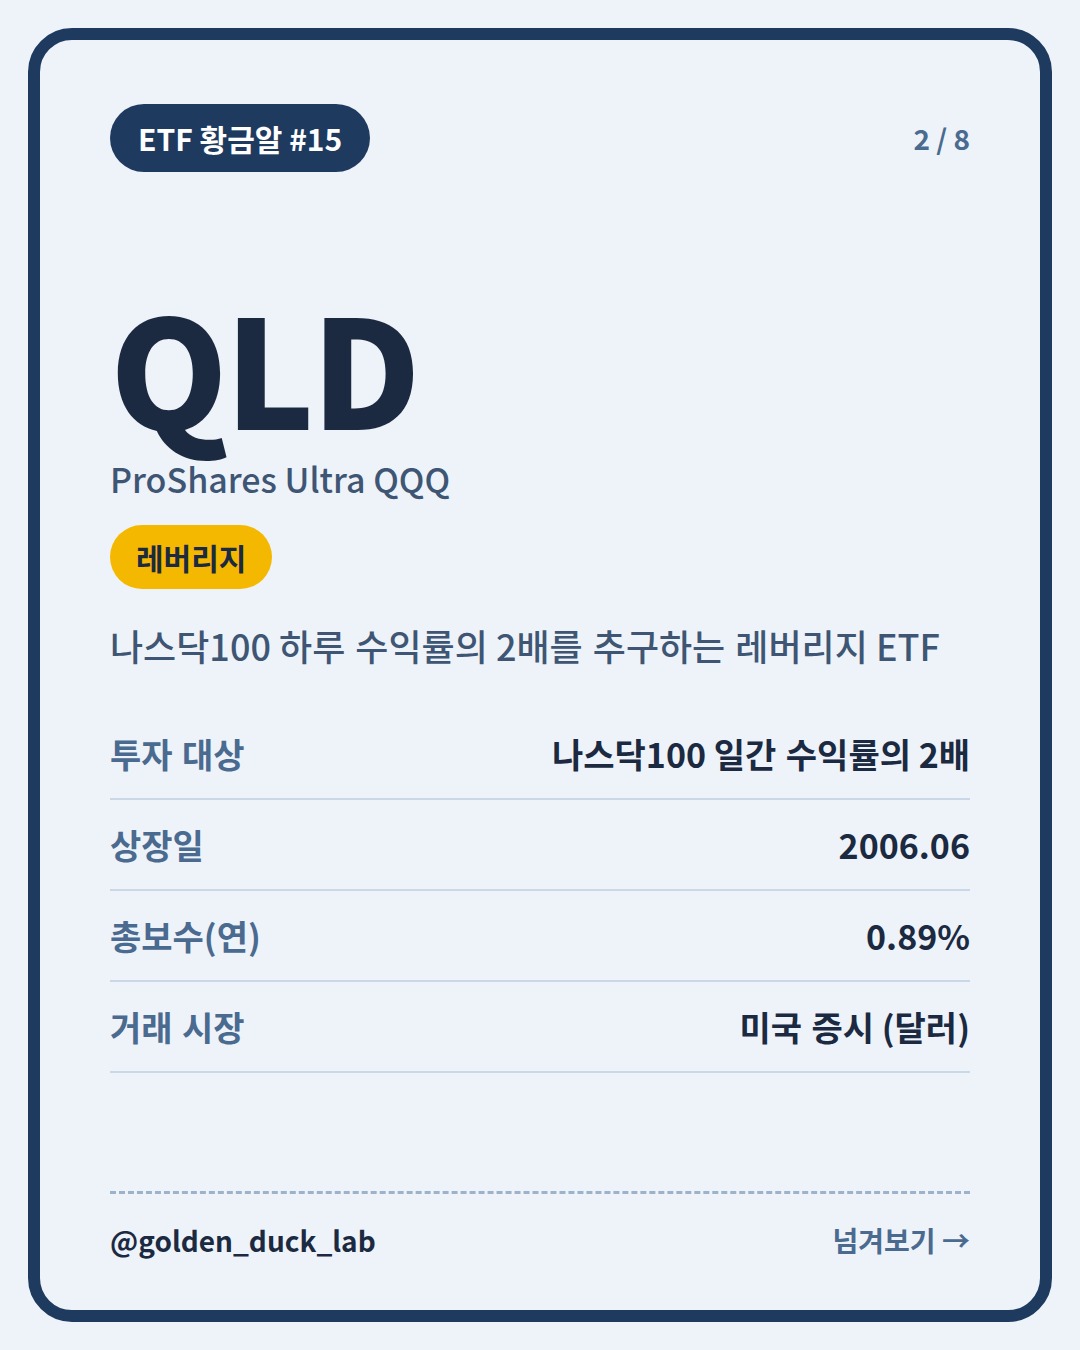 ETF 황금알 #15
2 / 8
QLD
ProShares Ultra QQQ
레버리지
나스닥100 하루 수익률의 2배를 추구하는 레버리지 ETF
투자 대상 나스닥100 일간 수익률의 2배
상장일 2006.06
총보수(연) 0.89%
거래 시장 미국 증시 (달러)
@golden_duck_lab
넘겨보기 →